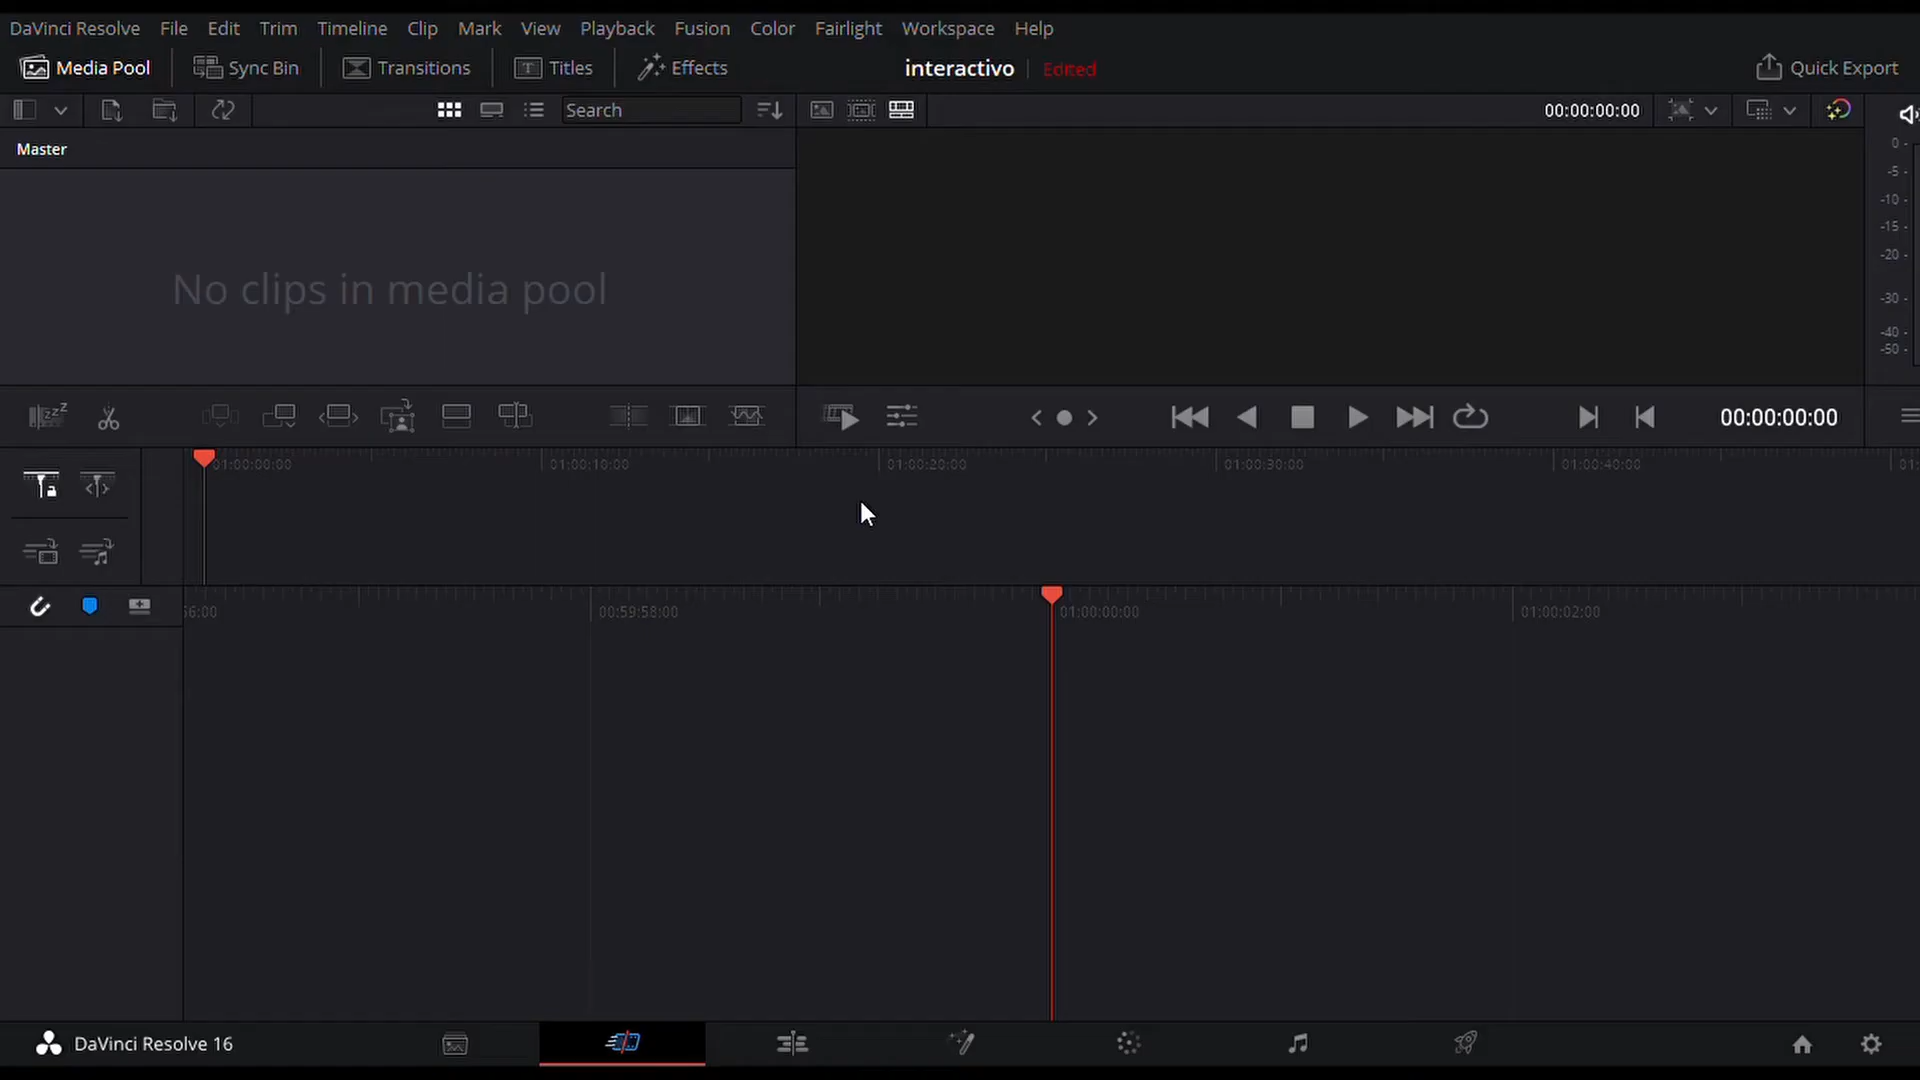 DaVinci Resolve File Edit Trim Timeline Clip Mark View Playback Fusion Color Fairlight Workspace Help
Media Pool Sync Bin Transitions Titles Effects interactivo Edited Quick Export
Search 00:00:00:00
Master
0
-5
-10
-15
-20
-30
-40
-50
No clips in media pool
00:00:00:00
01:00:00:00 01:00:10:00 01:00:20:00 01:00:30:00 01:00:40:00 01:
56:00 00:59:58:00 01:00:00:00 01:00:02:00
DaVinci Resolve 16